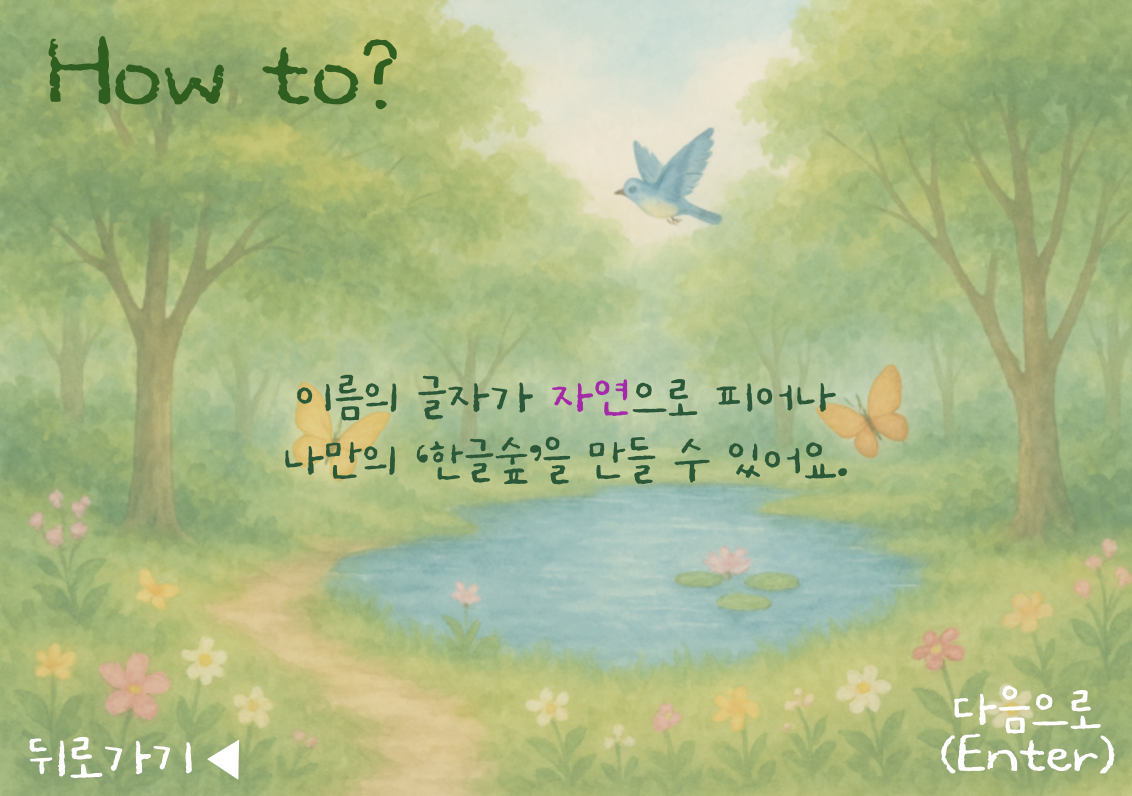 How to?
이름의 글자가 자연으로 피어나
나만의 ‘한글숲’을 만들 수 있어요.
다음으로
(Enter)
뒤로가기 ◀